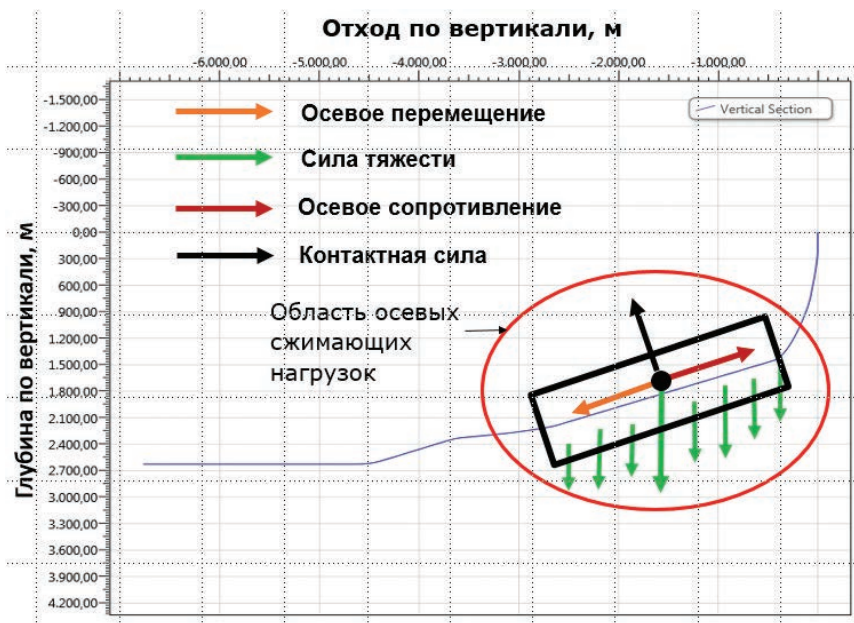 Отход по вертикали, м
-6.000,00 -5.000,00 -4.000,00 -3.000,00 -2.000,00 -1.000,00
Vertical Section
Осевое перемещение
Сила тяжести
Осевое сопротивление
Контактная сила
Область осевых
сжимающих
нагрузок
Глубина по вертикали, м
-1.500,00
-1.200,00
-900,00
-600,00
-300,00
0,00
300,00
600,00
900,00
1.200,00
1.500,00
1.800,00
2.100,00
2.400,00
2.700,00
3.000,00
3.300,00
3.600,00
3.900,00
4.200,00